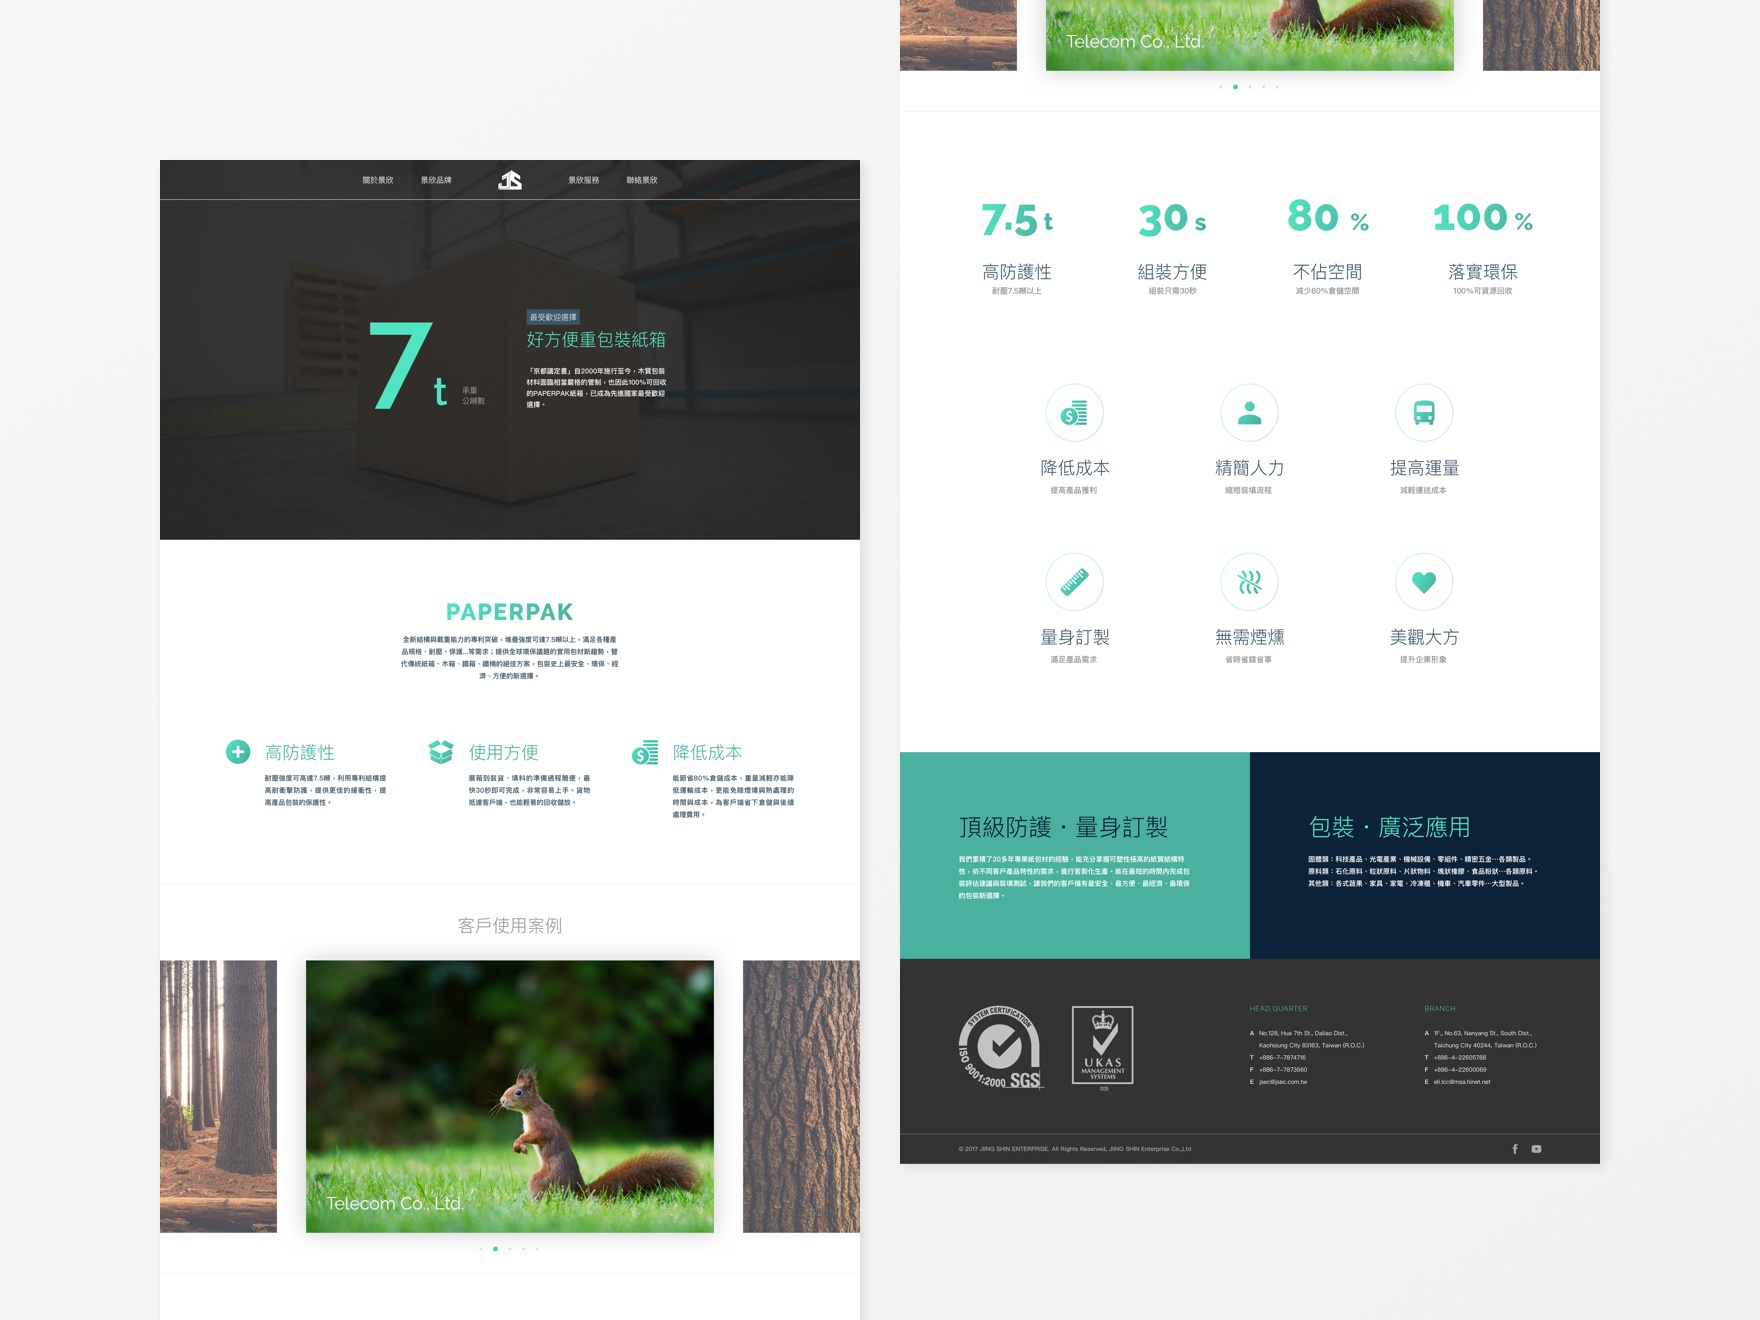 關於景欣
景欣品牌
JS
景欣服務
聯絡景欣
7 t
承重
公噸數
最受歡迎選擇
好方便重包裝紙箱
「京都議定書」自2000年施行至今，木質包裝
材料面臨相當嚴格的管制，也因此100%可回收
的PAPERPAK紙箱，已成為先進國家最受歡迎
選擇。
PAPERPAK
全新結構與載重能力的專利突破，堆疊強度可達7.5噸以上，滿足各種產
品規格、耐壓、保護...等需求；提供全球環保議題的實用包材新趨勢，替
代傳統紙箱、木箱、鐵箱、鐵桶的絕佳方案，包裝史上最安全、環保、經
濟、方便的新選擇。
高防護性
耐壓強度可高達7.5噸，利用專利結構提
高耐衝擊防護，提供更佳的緩衝性，提
高產品包裝的保護性。
使用方便
展箱到裝貨、填料的準備過程簡便，最
快30秒即可完成，非常容易上手。貨物
抵達客戶端，也能輕易的回收儲放。
降低成本
能節省80%倉儲成本，重量減輕亦能降
低運輸成本，更能免除煙燻與熱處理的
時間與成本，為客戶端省下倉儲與後續
處理費用。
客戶使用案例
Telecom Co., Ltd.
Telecom Co., Ltd.
7.5 t
高防護性
耐壓7.5噸以上
30 s
組裝方便
組裝只需30秒
80 %
不佔空間
減少80%倉儲空間
100 %
落實環保
100%可資源回收
降低成本
提高產品獲利
精簡人力
縮短裝填流程
提高運量
減輕運送成本
量身訂製
滿足產品需求
無需煙燻
省時省錢省事
美觀大方
提升企業形象
頂級防護・量身訂製
我們累積了20多年專業紙包材的經驗，能充分掌握可塑性極高的紙質結構特
性，依不同客戶產品特性的需求，進行客製化生產。能在最短的時間內完成包
裝評估建議與裝填測試，讓我們的客戶擁有最安全、最方便、最經濟、最環保
的包裝新選擇。
包裝・廣泛應用
固體類：科技產品、光電產業、機械設備、零組件、精密五金…各類製品。
原料類：石化原料、粒狀原料、片狀物料、塊狀橡膠、食品粉狀…各類原料。
其他類：各式蔬果、家具、家電、冷凍櫃、機車、汽車零件…大型製品。
SYSTEM CERTIFICATION
ISO 9001:2000 SGS
UKAS
MANAGEMENT
SYSTEMS
005
HEAD QUARTER
A No.128, Hua 7th St., Daliao Dist.,
Kaohsiung City 83163, Taiwan (R.O.C.)
T +886-7-7874716
F +886-7-7873660
E jsec@jsec.com.tw
BRANCH
A 1F., No.63, Nanyang St., South Dist.,
Taichung City 40244, Taiwan (R.O.C.)
T +886-4-22605788
F +886-4-22600069
E eli.lcc@msa.hinet.net
© 2017 JIING SHIN ENTERPRISE. All Rights Reserved, JIING SHIN Enterprise Co.,Ltd